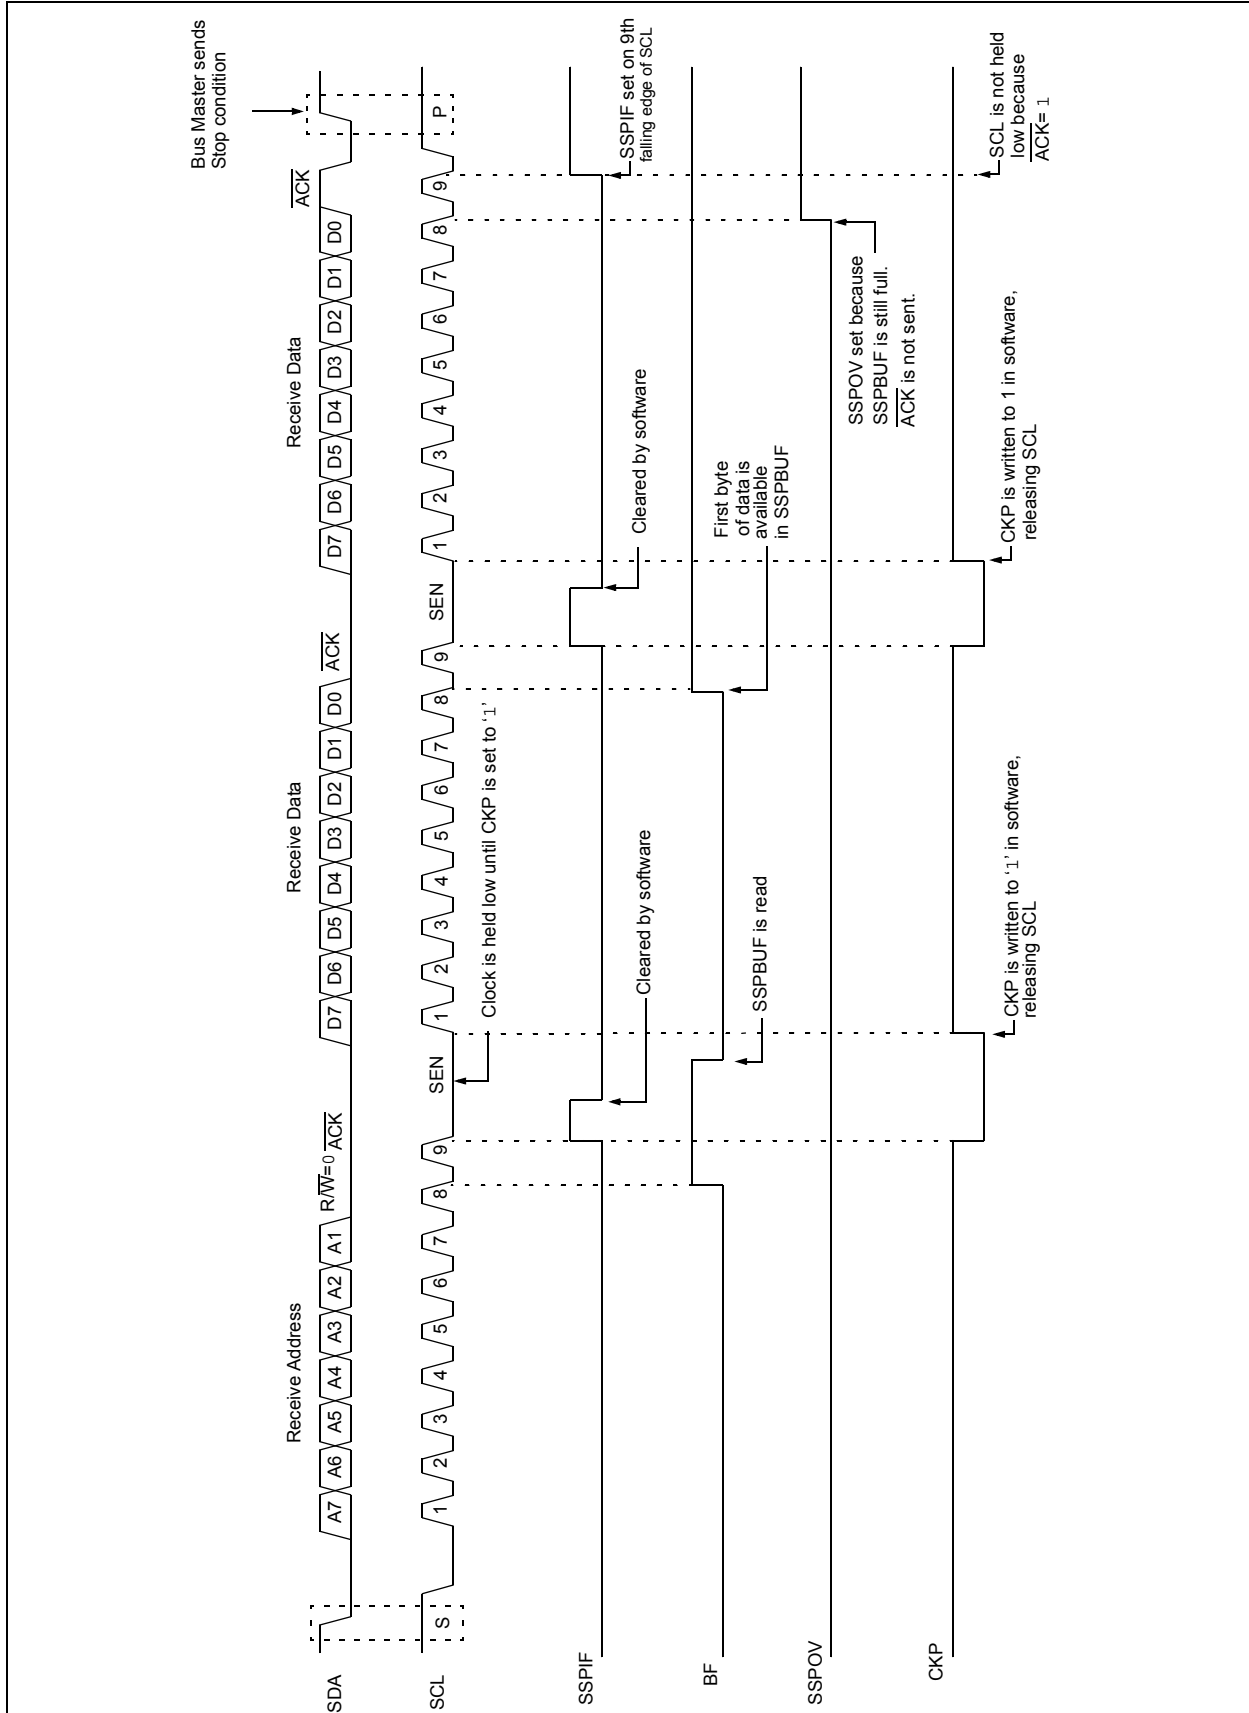 Bus Master sends
Stop condition
Receive Address
Receive Data
Receive Data
SDA
A7
A6
A5
A4
A3
A2
A1
R/W̅=0
A̅C̅K̅
D7
D6
D5
D4
D3
D2
D1
D0
A̅C̅K̅
D7
D6
D5
D4
D3
D2
D1
D0
A̅C̅K̅
SCL
S
1
2
3
4
5
6
7
8
9
SEN
1
2
3
4
5
6
7
8
9
SEN
1
2
3
4
5
6
7
8
9
P
Clock is held low until CKP is set to ‘1’
SSPIF
Cleared by software
Cleared by software
SSPIF set on 9th
falling edge of SCL
BF
SSPBUF is read
First byte
of data is
available
in SSPBUF
SSPOV
SSPOV set because
SSPBUF is still full.
A̅C̅K̅ is not sent.
CKP
CKP is written to ‘1’ in software,
releasing SCL
CKP is written to 1 in software,
releasing SCL
SCL is not held
low because
A̅C̅K̅= 1